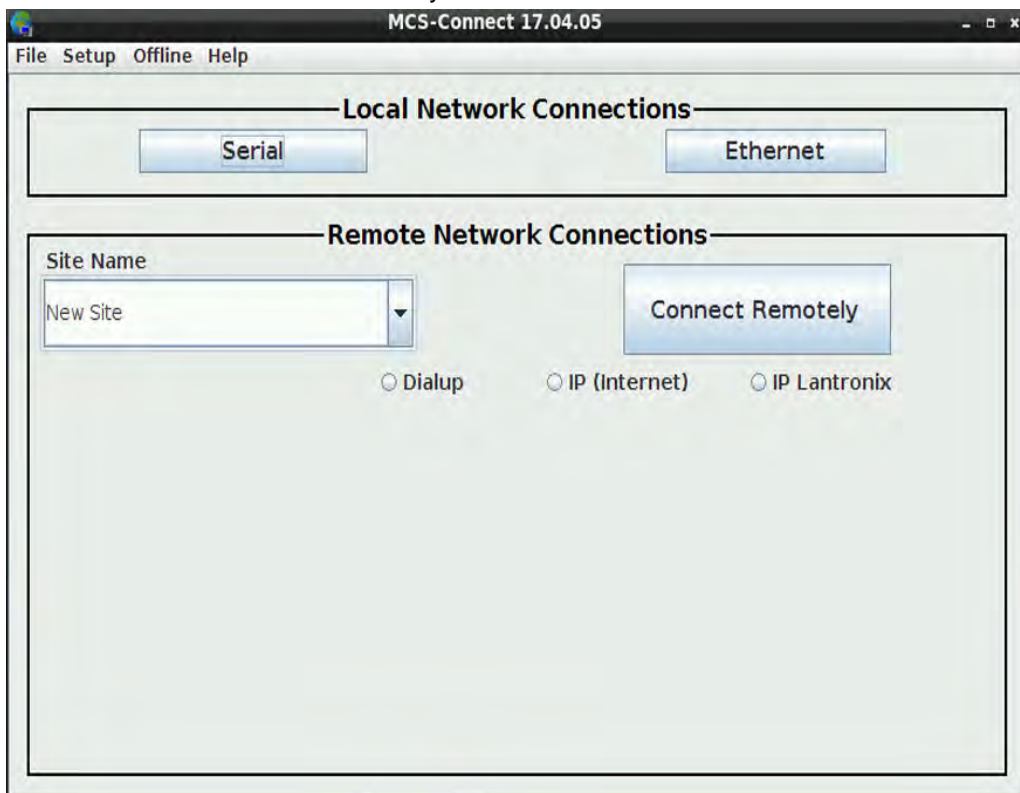 MCS-Connect 17.04.05
File Setup Offline Help
Local Network Connections
Serial Ethernet
Remote Network Connections
Site Name
New Site
Connect Remotely
Dialup IP (Internet) IP Lantronix